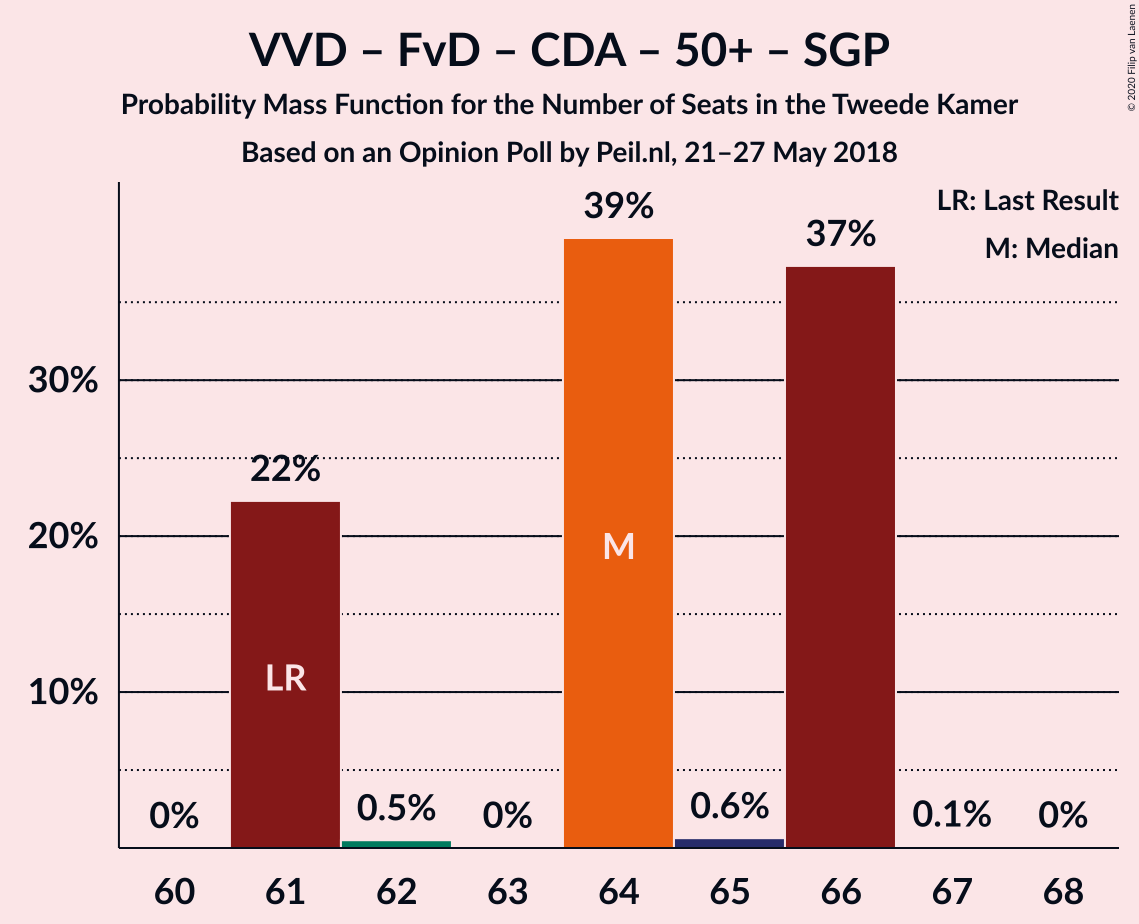 VVD – FvD – CDA – 50+ – SGP
Probability Mass Function for the Number of Seats in the Tweede Kamer
Based on an Opinion Poll by Peil.nl, 21–27 May 2018
© 2020 Filip van Laenen
LR: Last Result
M: Median
39%
37%
30%
22%
20%
M
LR
10%
0%
0.5%
0%
0.6%
0.1%
0%
60 61 62 63 64 65 66 67 68